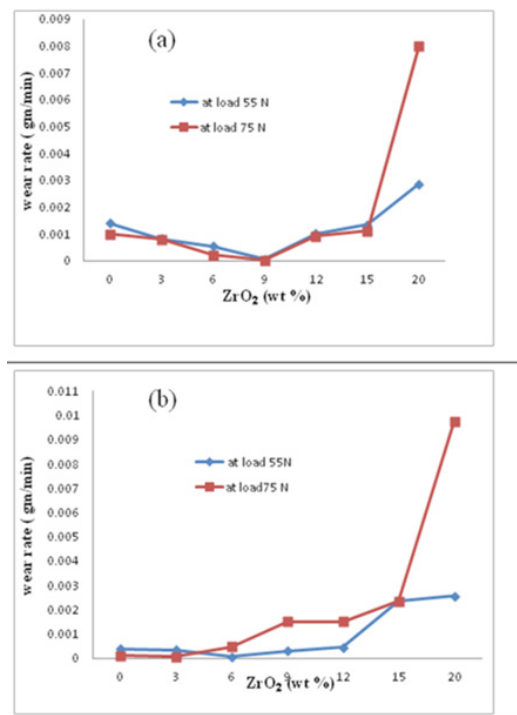 (a)
0.009
0.008
0.007
0.006
0.005
0.004
0.003
0.002
0.001
0
wear rate ( gm/min)
at load 55 N
at load 75 N
0 3 6 9 12 15 20
ZrO₂ (wt %)
(b)
0.011
0.01
0.009
0.008
0.007
0.006
0.005
0.004
0.003
0.002
0.001
0
wear rate ( gm/min)
at load 55N
at load75 N
0 3 6 9 12 15 20
ZrO₂ (wt %)